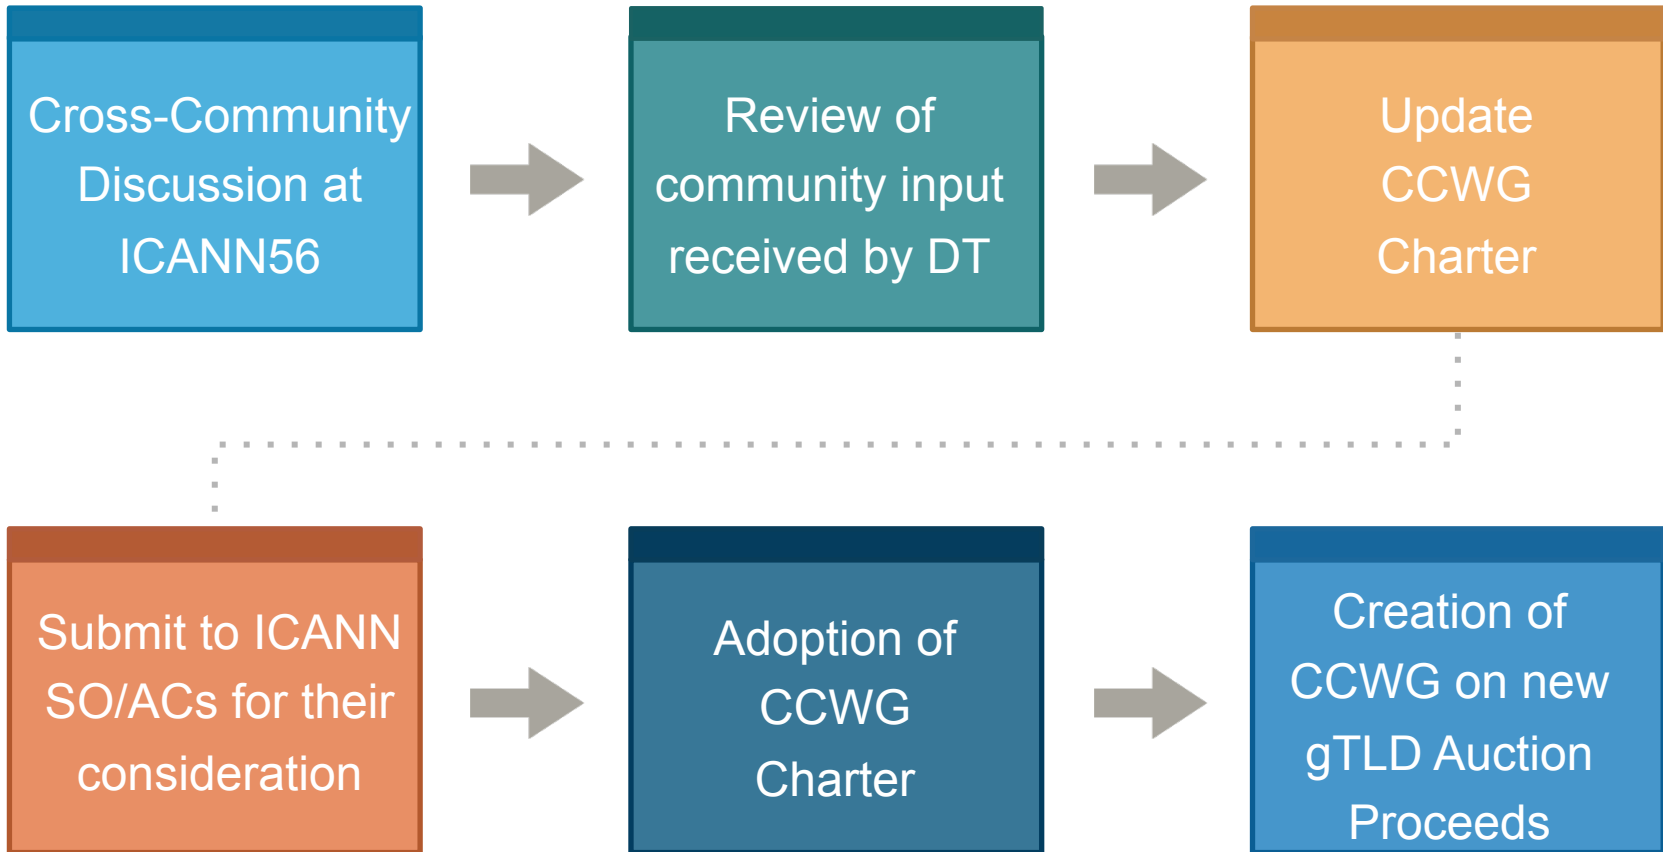 Cross-Community
Discussion at
ICANN56
Review of
community input
received by DT
Update
CCWG
Charter
Submit to ICANN
SO/ACs for their
consideration
Adoption of
CCWG
Charter
Creation of
CCWG on new
gTLD Auction
Proceeds